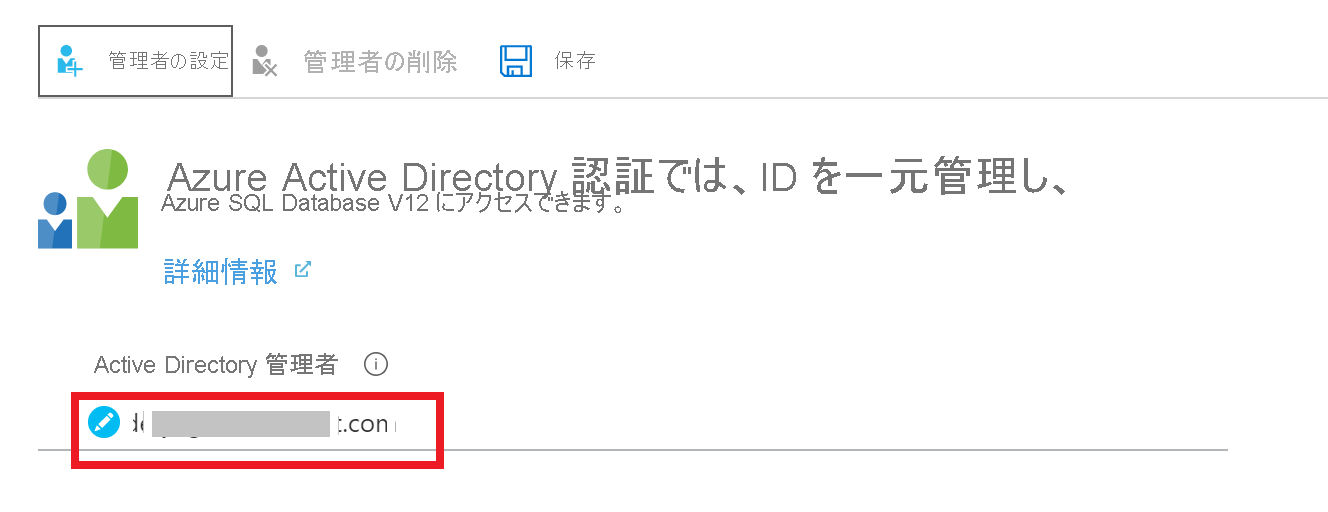 管理者の設定 管理者の削除 保存
Azure Active Directory 認証では、ID を一元管理し、
Azure SQL Database V12 にアクセスできます。
詳細情報
Active Directory 管理者